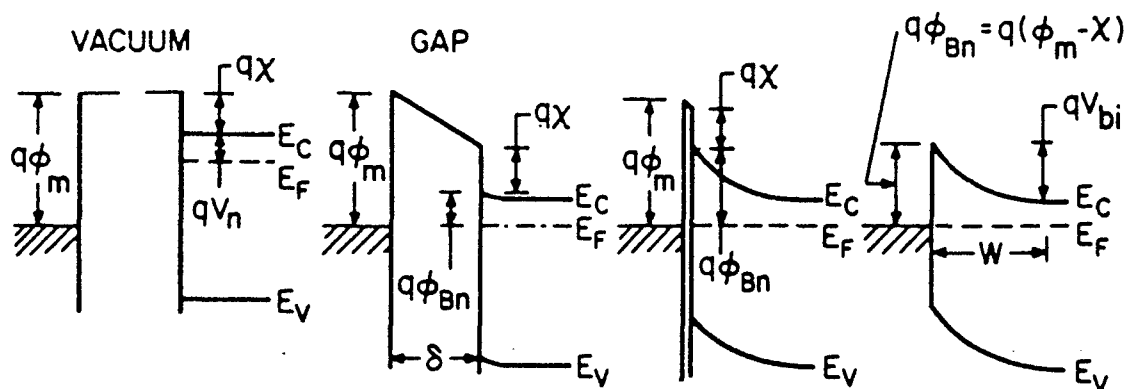 VACUUM
qχ
qϕm
EC
EF
qVn
EV
GAP
qχ
qϕm
EC
EF
qϕBn
δ
EV
qχ
qϕm
EC
EF
qϕBn
EV
qϕBn = q(ϕm-χ)
qVbi
EC
EF
W
EV